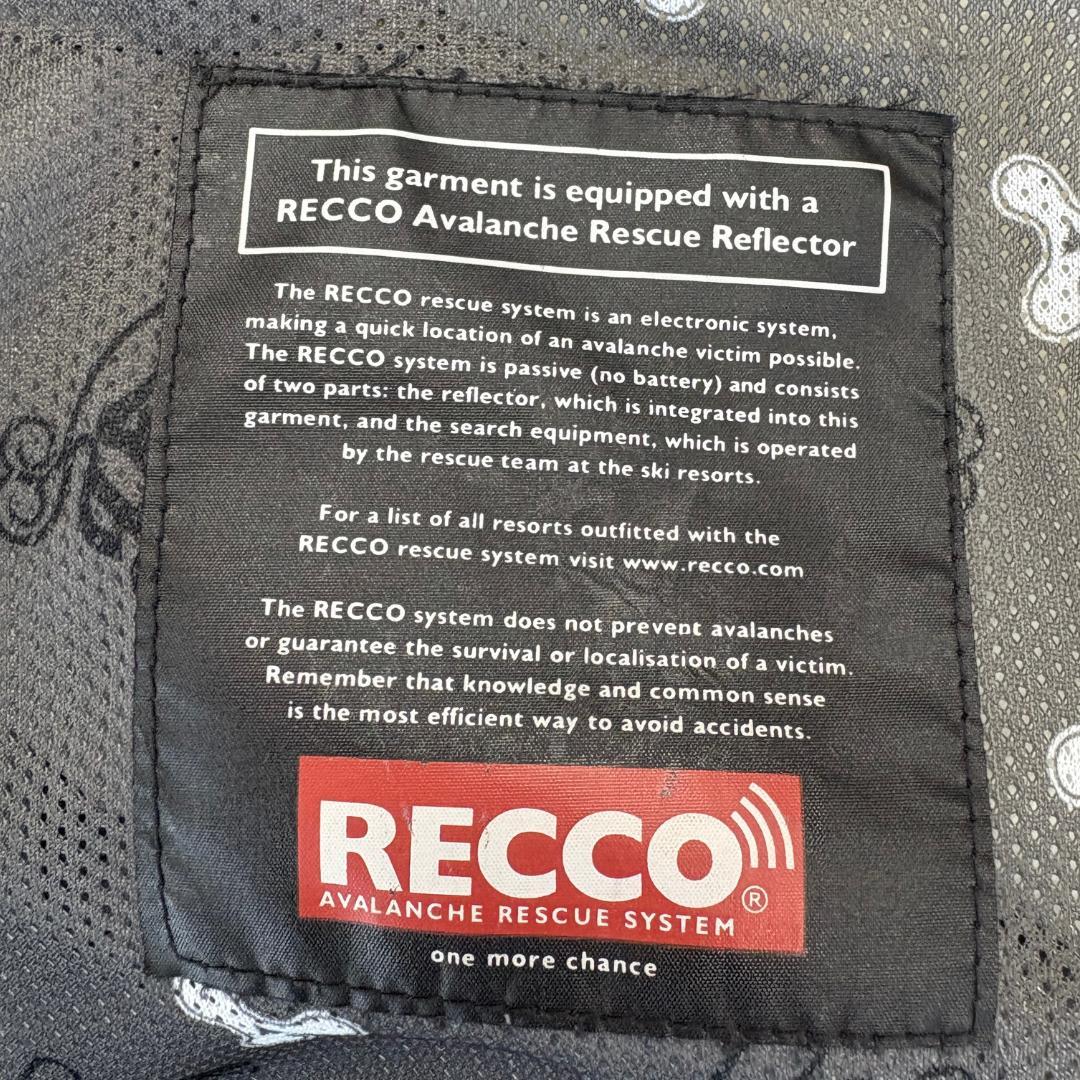 This garment is equipped with a
RECCO Avalanche Rescue Reflector
The RECCO rescue system is an electronic system,
making a quick location of an avalanche victim possible.
The RECCO system is passive (no battery) and consists
of two parts: the reflector, which is integrated into this
garment, and the search equipment, which is operated
by the rescue team at the ski resorts.
For a list of all resorts outfitted with the
RECCO rescue system visit www.recco.com
The RECCO system does not prevent avalanches
or guarantee the survival or localisation of a victim.
Remember that knowledge and common sense
is the most efficient way to avoid accidents.
RECCO®
AVALANCHE RESCUE SYSTEM
one more chance